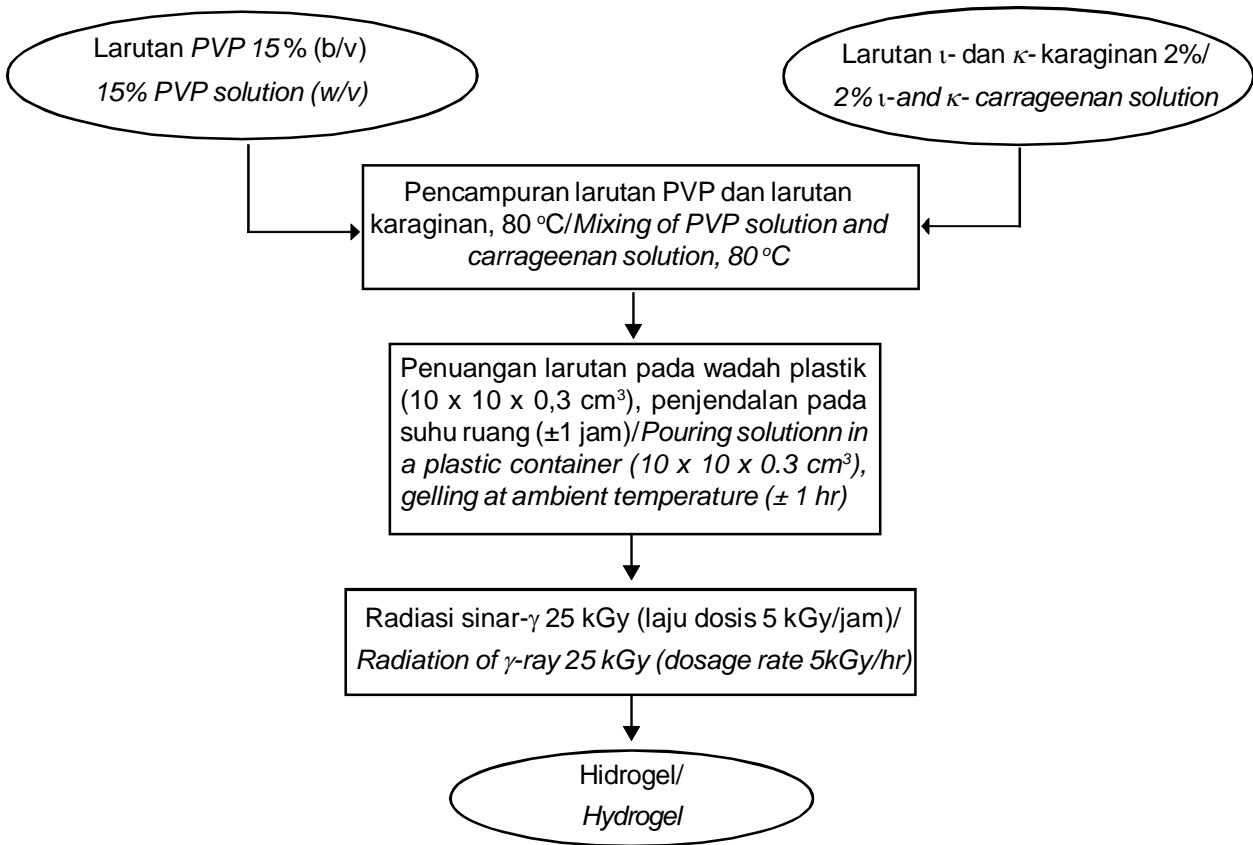 Larutan PVP 15% (b/v)
15% PVP solution (w/v)
Larutan ι- dan κ- karaginan 2%/
2% ι-and κ- carrageenan solution
Pencampuran larutan PVP dan larutan
karaginan, 80 °C/Mixing of PVP solution and
carrageenan solution, 80 °C
Penuangan larutan pada wadah plastik
(10 x 10 x 0,3 cm³), penjendalan pada
suhu ruang (±1 jam)/Pouring solutionn in
a plastic container (10 x 10 x 0.3 cm³),
gelling at ambient temperature (± 1 hr)
Radiasi sinar-γ 25 kGy (laju dosis 5 kGy/jam)/
Radiation of γ-ray 25 kGy (dosage rate 5kGy/hr)
Hidrogel/
Hydrogel